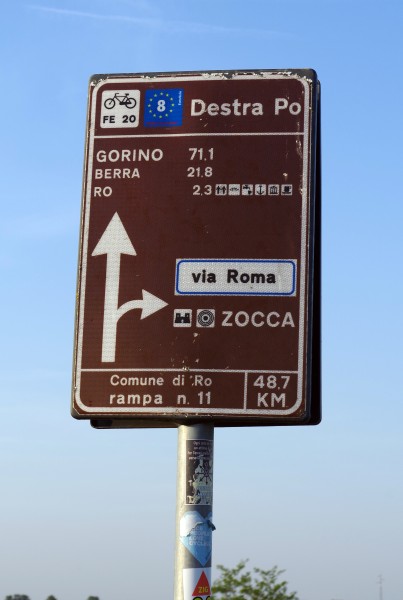 FE 20
8
Destra Po
GORINO 71,1
BERRA 21.8
RO 2,3
via Roma
ZOCCA
Comune di Ro
rampa n. 11
48.7
KM